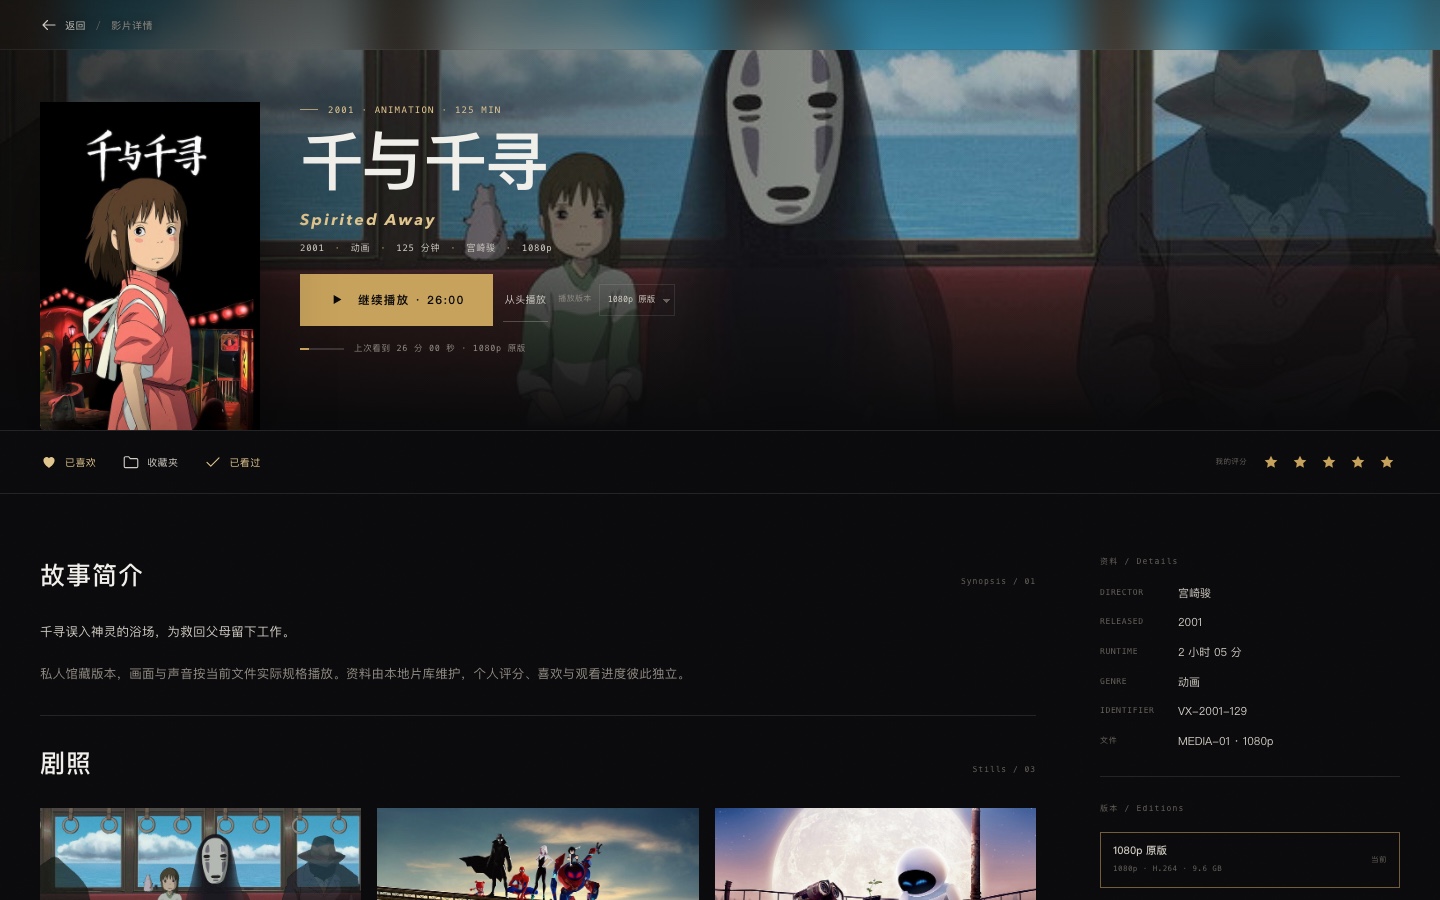 返回 / 影片详情
千与千寻
2001 · ANIMATION · 125 MIN
千与千寻
Spirited Away
2001 · 动画 · 125 分钟 · 宫崎骏 · 1080p
继续播放 · 26:00
从头播放
播放版本
1080p 原版
上次看到 26 分 00 秒 · 1080p 原版
已喜欢
收藏夹
已看过
我的评分
故事简介
Synopsis / 01
千寻误入神灵的浴场，为救回父母留下工作。
私人馆藏版本，画面与声音按当前文件实际规格播放。资料由本地片库维护，个人评分、喜欢与观看进度彼此独立。
剧照
Stills / 03
资料 / Details
DIRECTOR 宫崎骏
RELEASED 2001
RUNTIME 2 小时 05 分
GENRE 动画
IDENTIFIER VX-2001-129
文件 MEDIA-01 · 1080p
版本 / Editions
1080p 原版
1080p · H.264 · 9.6 GB
当前